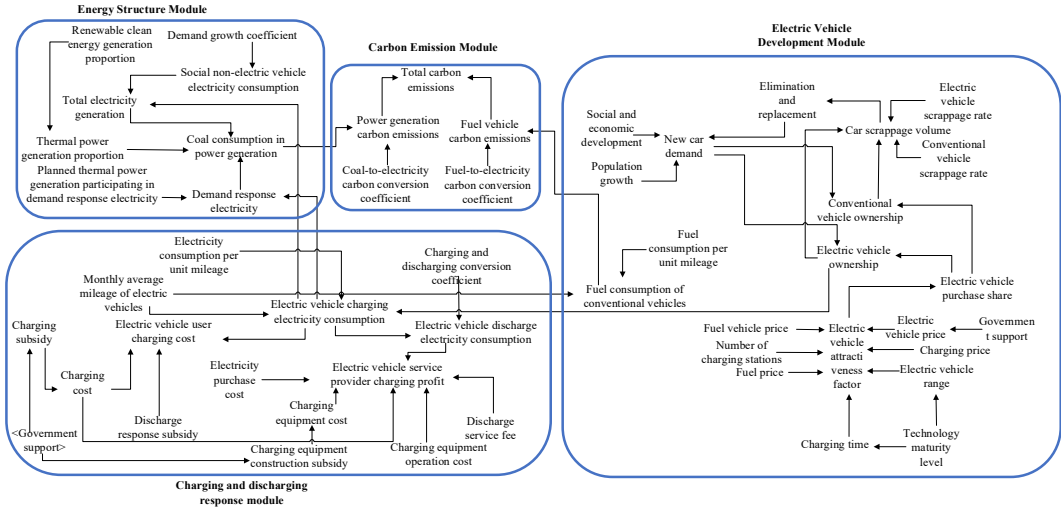 Energy Structure Module
Renewable clean
energy generation
proportion
Demand growth coefficient
Social non-electric vehicle
electricity consumption
Total electricity
generation
Thermal power
generation proportion
Coal consumption in
power generation
Planned thermal power
generation participating in
demand response electricity
Demand response
electricity
Carbon Emission Module
Total carbon
emissions
Power generation
carbon emissions
Fuel vehicle
carbon emissions
Coal-to-electricity
carbon conversion
coefficient
Fuel-to-electricity
carbon conversion
coefficient
Electric Vehicle
Development Module
Elimination and
replacement
Electric
vehicle
scrappage rate
Social and
economic
development
New car
demand
Car scrappage volume
Conventional
vehicle
scrappage rate
Population
growth
Conventional
vehicle ownership
Electric vehicle
ownership
Fuel
consumption per
unit mileage
Fuel consumption of
conventional vehicles
Electric vehicle
purchase share
Fuel vehicle price
Electric
vehicle
attracti
veness
factor
Electric
vehicle price
Governmen
t support
Number of
charging stations
Charging price
Fuel price
Electric vehicle
range
Charging time
Technology
maturity
level
Electricity
consumption per
unit mileage
Charging and
discharging conversion
coefficient
Monthly average
mileage of electric
vehicles
Electric vehicle charging
electricity consumption
Charging
subsidy
Electric vehicle user
charging cost
Electric vehicle discharge
electricity consumption
Charging
cost
Electricity
purchase
cost
Electric vehicle service
provider charging profit
Charging
equipment cost
Discharge
response subsidy
Discharge
service fee
<Government
support>
Charging equipment
construction subsidy
Charging equipment
operation cost
Charging and discharging
response module